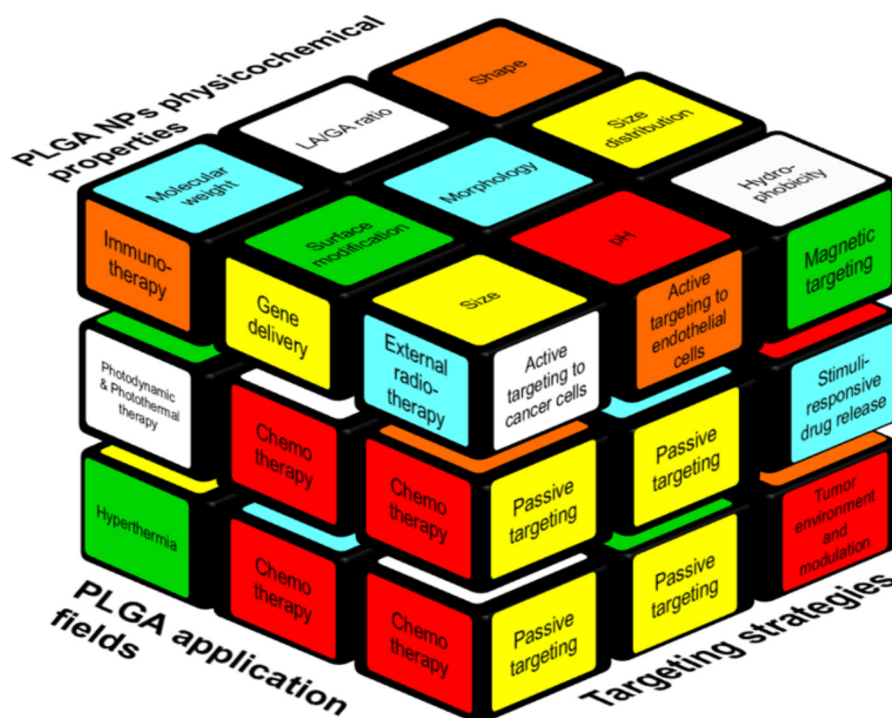 PLGA NPs physicochemical
properties
Shape
LA/GA ratio
Size
distribution
Molecular
weight
Morphology
Hydro-
phobicity
Surface
modification
pH
Size
Immuno-
therapy
Gene
delivery
External
radio-
therapy
Photodynamic
& Photothermal
therapy
Chemo
therapy
Chemo
therapy
Hyperthermia
Chemo
therapy
Chemo
therapy
PLGA application
fields
Active
targeting to
cancer cells
Active
targeting to
endothelial
cells
Magnetic
targeting
Passive
targeting
Passive
targeting
Stimuli-
responsive
drug release
Passive
targeting
Passive
targeting
Tumor
environment
and
modulation
Targeting strategies